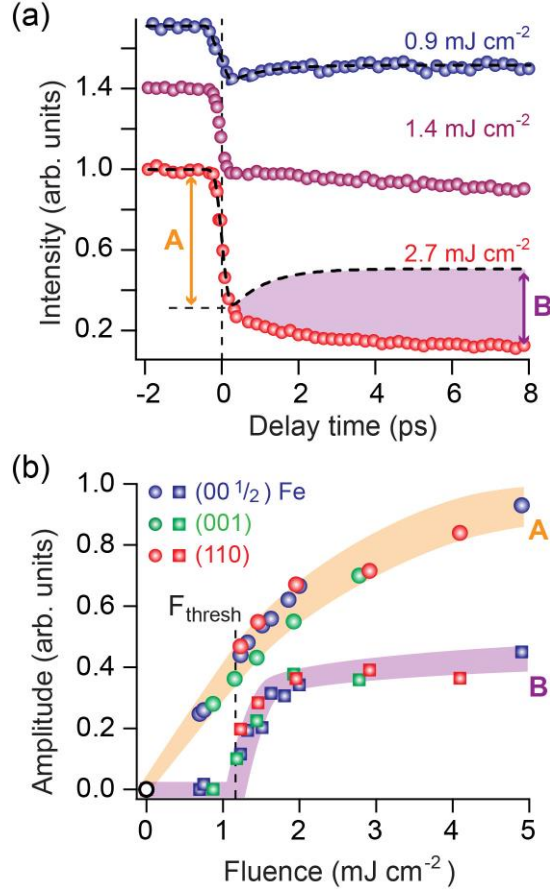 (a)
0.9 mJ cm⁻²
1.4 mJ cm⁻²
2.7 mJ cm⁻²
A
B
Intensity (arb. units)
1.4
1.0
0.6
0.2
-2
0
2
4
6
8
Delay time (ps)
(b)
(00 ¹/₂) Fe
(001)
(110)
F_thresh
A
B
Amplitude (arb. units)
1.0
0.8
0.6
0.4
0.2
0.0
0
1
2
3
4
5
Fluence (mJ cm⁻²)